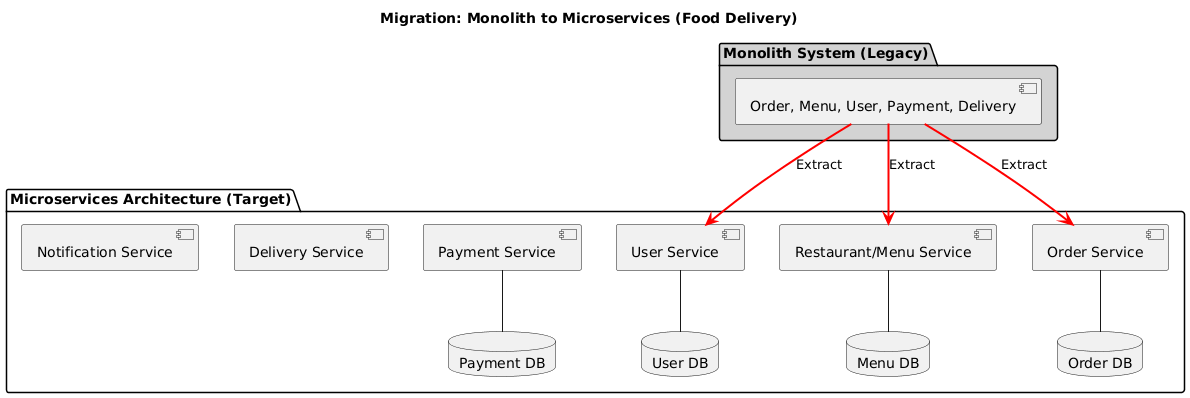 Migration: Monolith to Microservices (Food Delivery)
Monolith System (Legacy)
Order, Menu, User, Payment, Delivery
Extract
Extract
Extract
Microservices Architecture (Target)
Notification Service
Delivery Service
Payment Service
User Service
Restaurant/Menu Service
Order Service
Payment DB
User DB
Menu DB
Order DB